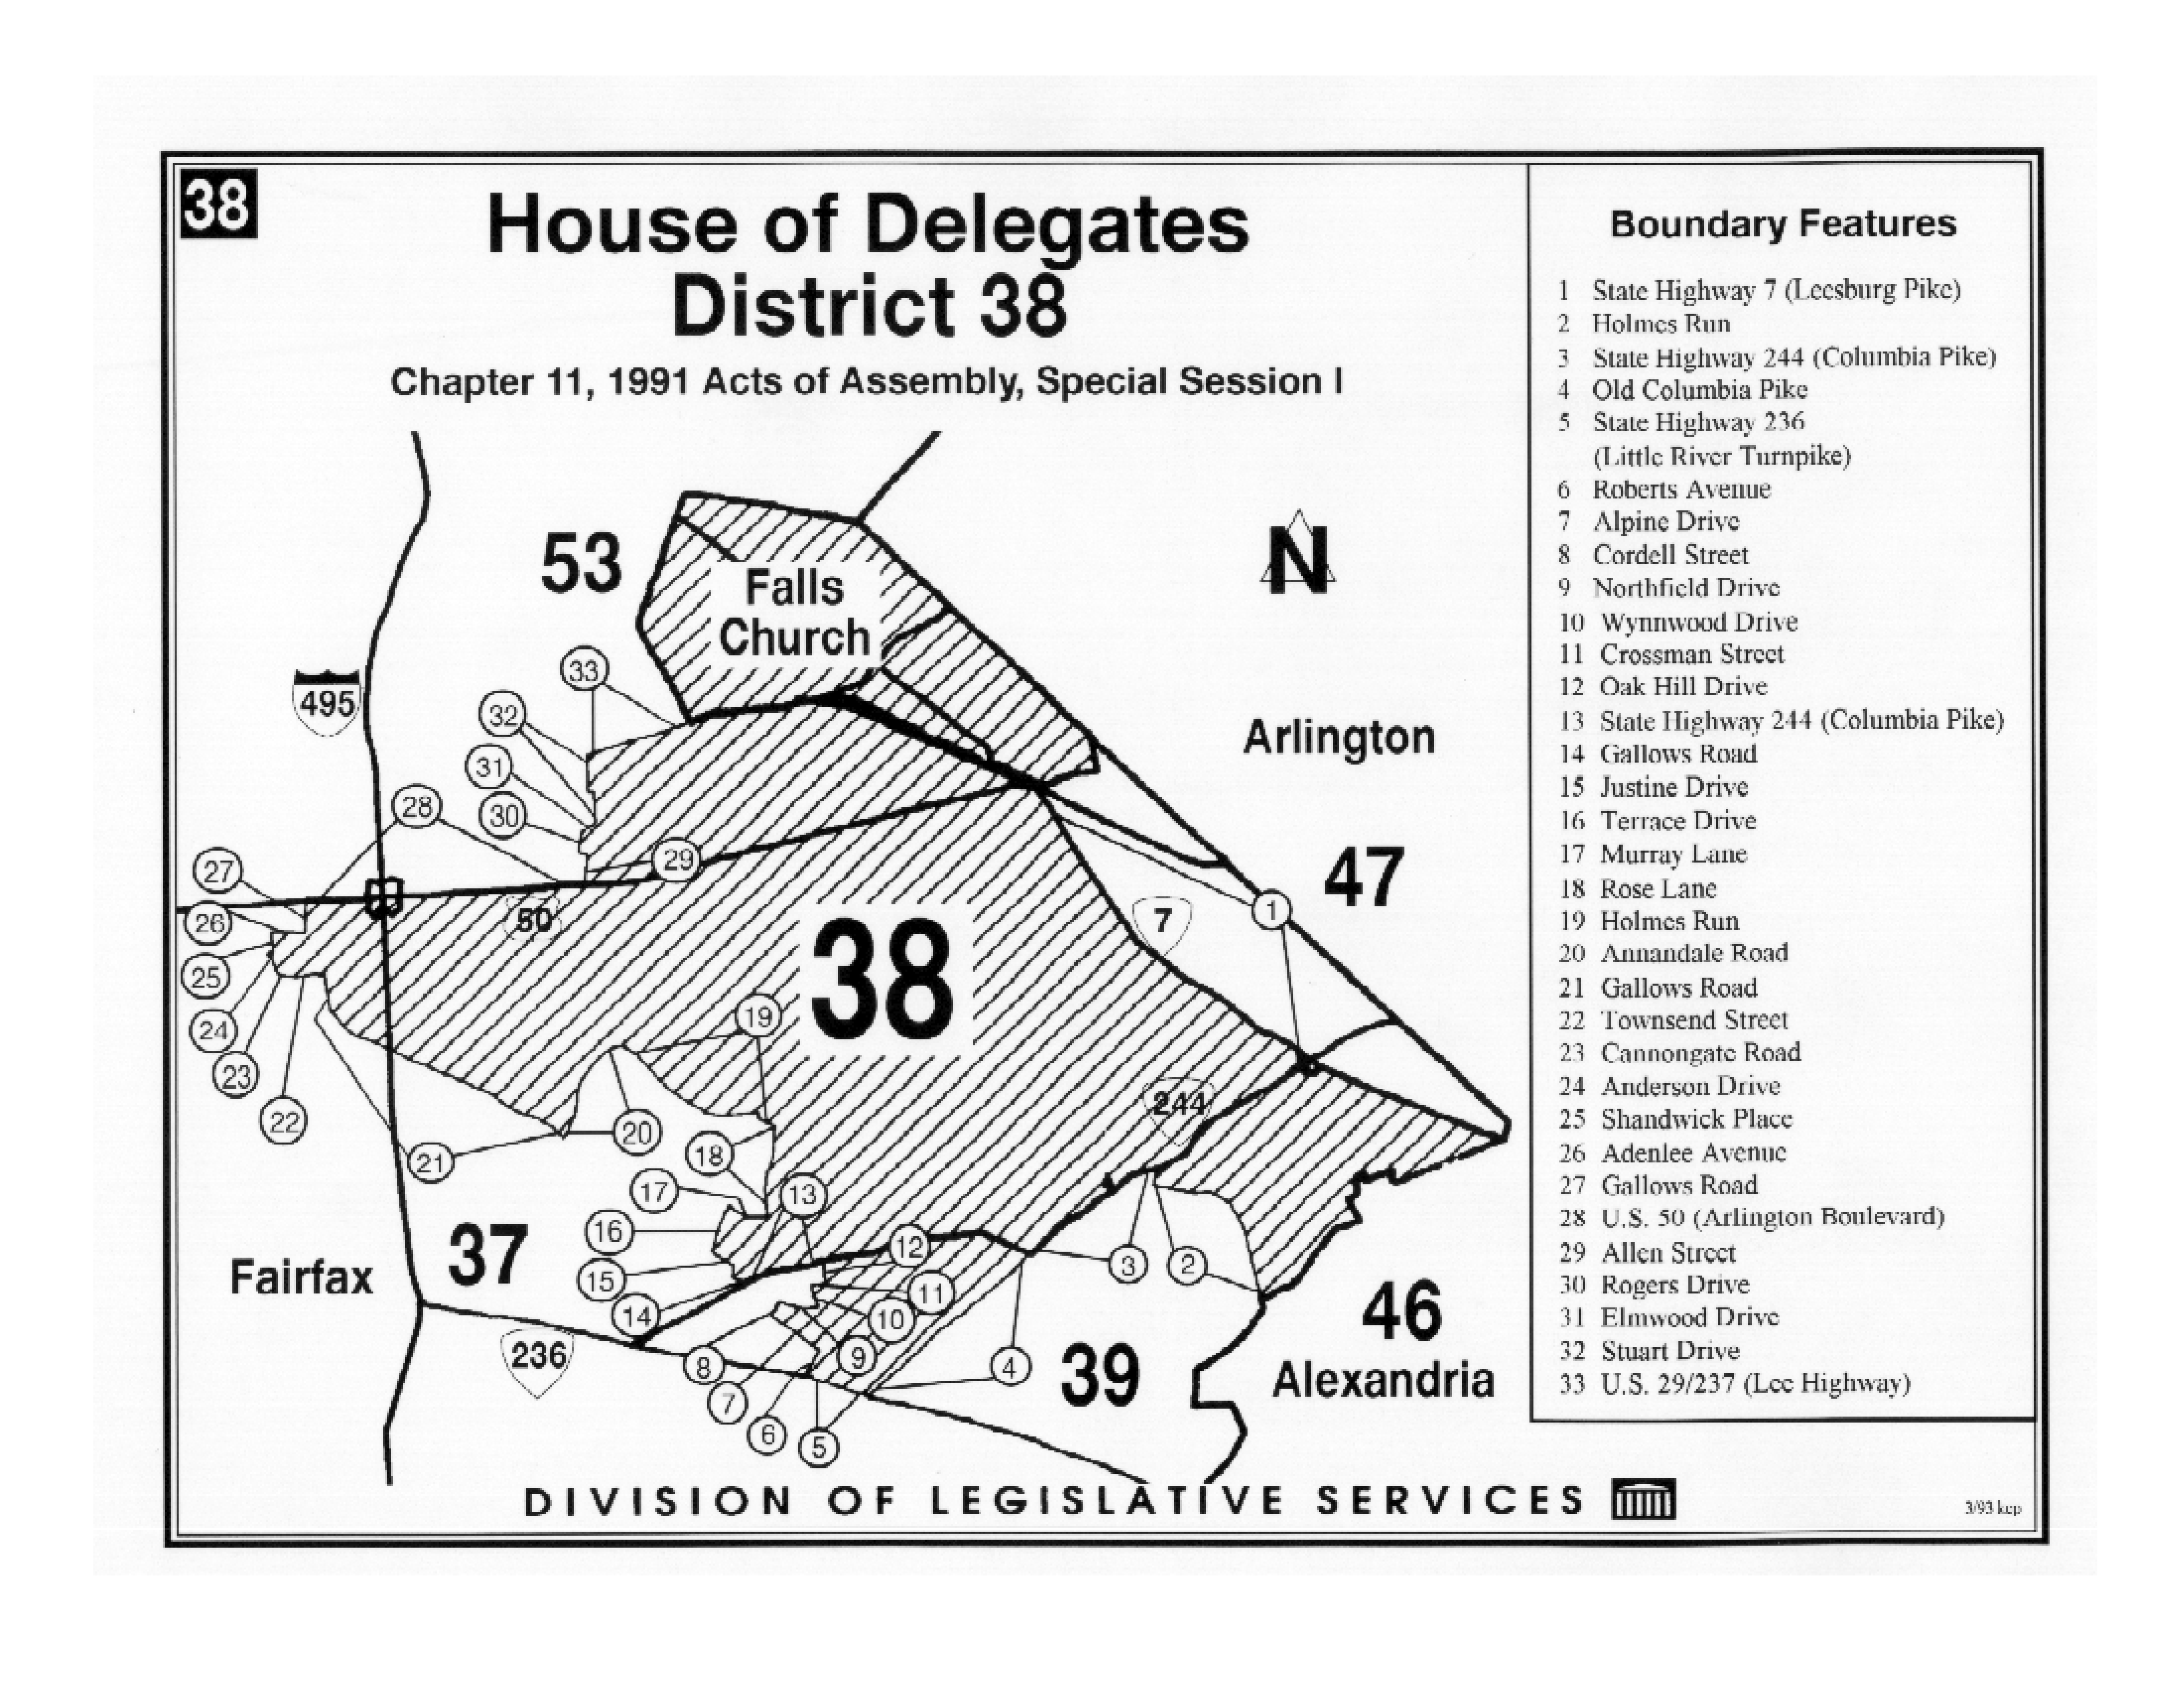 38
House of Delegates
District 38
Chapter 11, 1991 Acts of Assembly, Special Session I
53
Falls
Church
N
33
495
32
31
30
28
29
27
26
25
24
23
22
50
Arlington
47
1
7
38
19
244
20
21
18
17
13
16
12
15
14
3
2
11
10
9
8
7
6
5
4
Fairfax
37
236
39
46
Alexandria
Boundary Features
1 State Highway 7 (Leesburg Pike)
2 Holmes Run
3 State Highway 244 (Columbia Pike)
4 Old Columbia Pike
5 State Highway 236
(Little River Turnpike)
6 Roberts Avenue
7 Alpine Drive
8 Cordell Street
9 Northfield Drive
10 Wynnwood Drive
11 Crossman Street
12 Oak Hill Drive
13 State Highway 244 (Columbia Pike)
14 Gallows Road
15 Justine Drive
16 Terrace Drive
17 Murray Lane
18 Rose Lane
19 Holmes Run
20 Annandale Road
21 Gallows Road
22 Townsend Street
23 Cannongate Road
24 Anderson Drive
25 Shandwick Place
26 Adenlee Avenue
27 Gallows Road
28 U.S. 50 (Arlington Boulevard)
29 Allen Street
30 Rogers Drive
31 Elmwood Drive
32 Stuart Drive
33 U.S. 29/237 (Lee Highway)
DIVISION OF LEGISLATIVE SERVICES
3/93 kcp